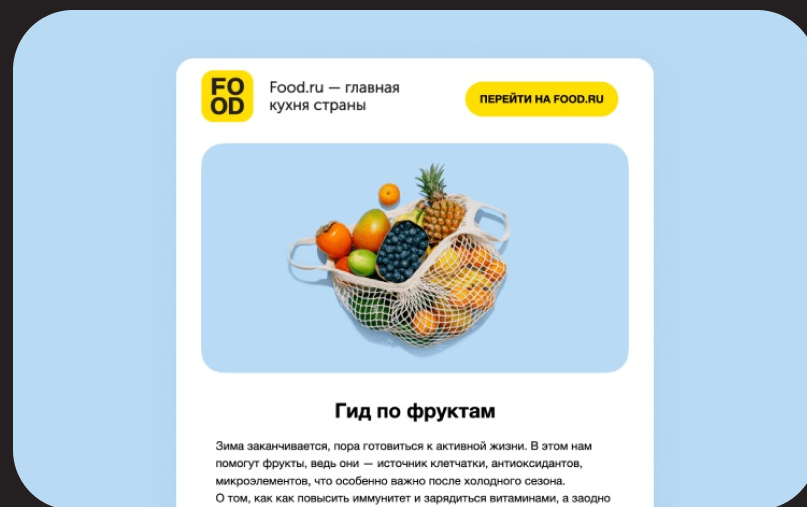 FO
OD
Food.ru — главная
кухня страны
ПЕРЕЙТИ НА FOOD.RU
Гид по фруктам
Зима заканчивается, пора готовиться к активной жизни. В этом нам
помогут фрукты, ведь они — источник клетчатки, антиоксидантов,
микроэлементов, что особенно важно после холодного сезона.
О том, как как повысить иммунитет и зарядиться витаминами, а заодно